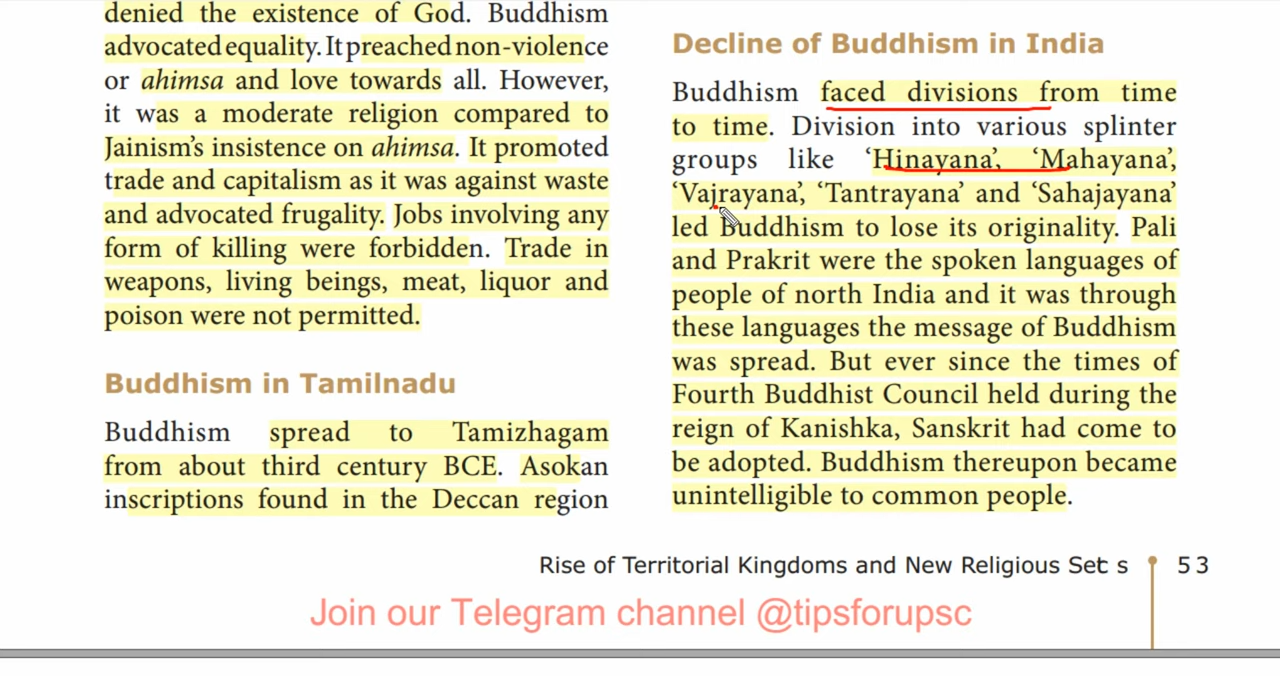 denied the existence of God. Buddhism
advocated equality. It preached non-violence
or ahimsa and love towards all. However,
it was a moderate religion compared to
Jainism's insistence on ahimsa. It promoted
trade and capitalism as it was against waste
and advocated frugality. Jobs involving any
form of killing were forbidden. Trade in
weapons, living beings, meat, liquor and
poison were not permitted.
Buddhism in Tamilnadu
Buddhism spread to Tamizhagam
from about third century BCE. Asokan
inscriptions found in the Deccan region
Decline of Buddhism in India
Buddhism faced divisions from time
to time. Division into various splinter
groups like ‘Hinayana’, ‘Mahayana’,
‘Vajrayana’, ‘Tantrayana’ and ‘Sahajayana’
led Buddhism to lose its originality. Pali
and Prakrit were the spoken languages of
people of north India and it was through
these languages the message of Buddhism
was spread. But ever since the times of
Fourth Buddhist Council held during the
reign of Kanishka, Sanskrit had come to
be adopted. Buddhism thereupon became
unintelligible to common people.
Rise of Territorial Kingdoms and New Religious Set s 53
Join our Telegram channel @tipsforupsc